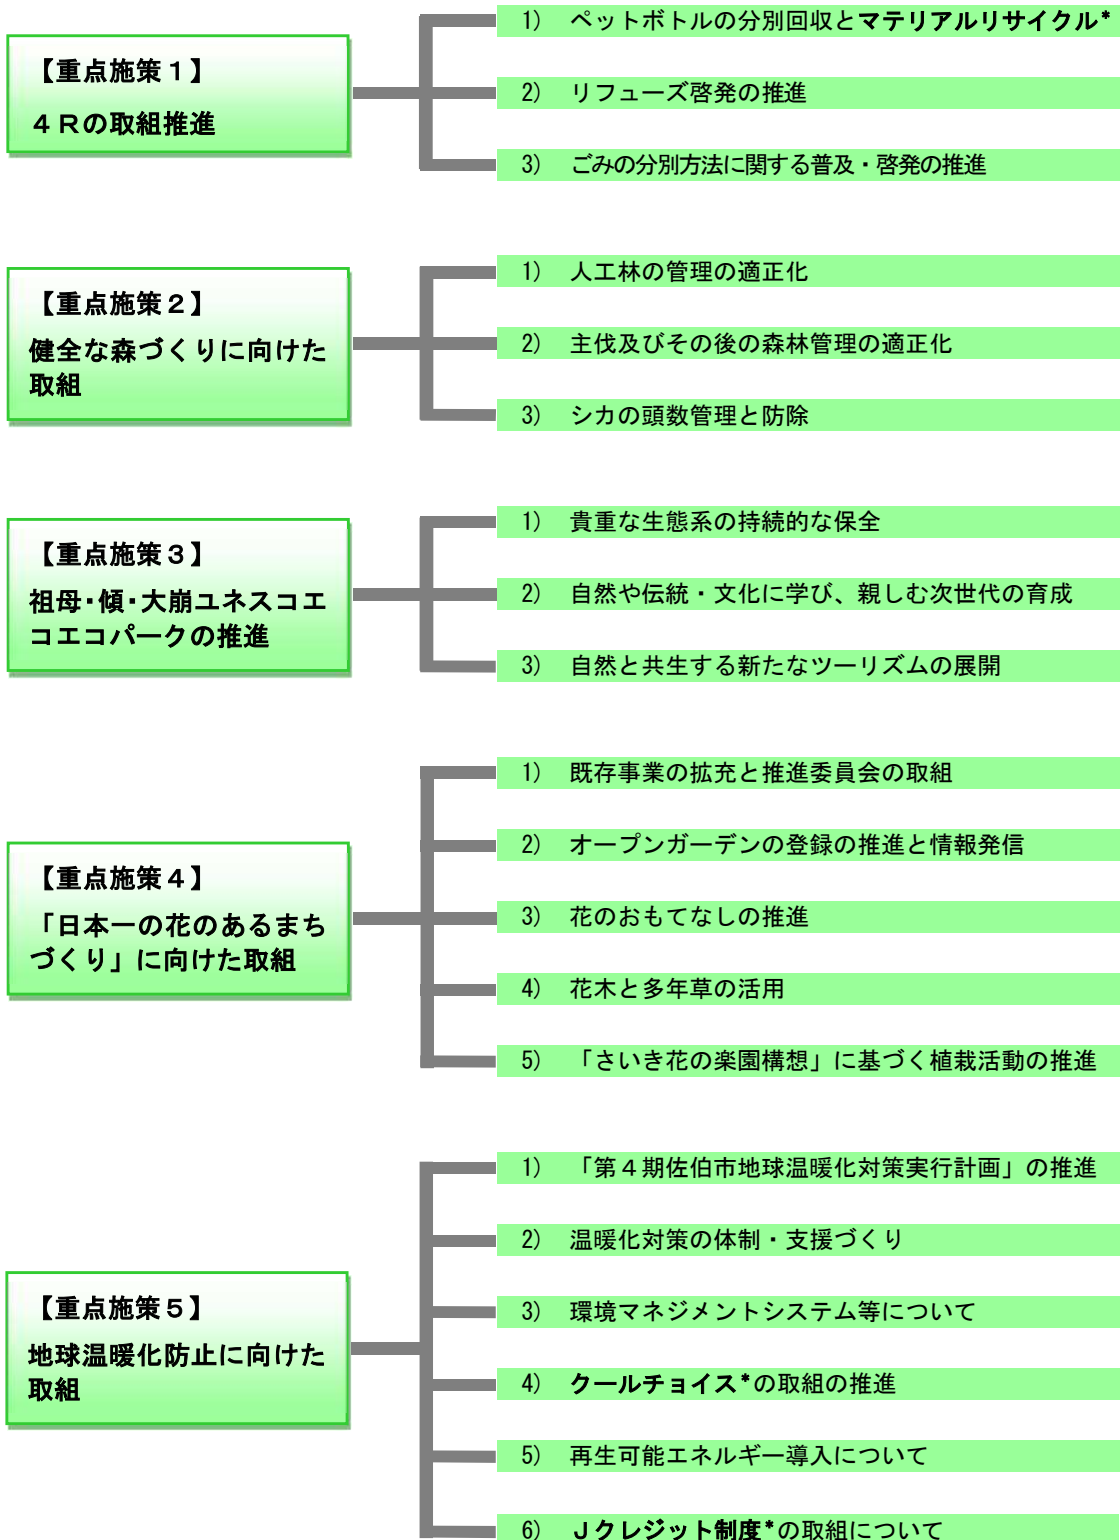 【重点施策１】
４Ｒの取組推進
1) ペットボトルの分別回収とマテリアルリサイクル*
2) リフューズ啓発の推進
3) ごみの分別方法に関する普及・啓発の推進
【重点施策２】
健全な森づくりに向けた
取組
1) 人工林の管理の適正化
2) 主伐及びその後の森林管理の適正化
3) シカの頭数管理と防除
【重点施策３】
祖母･傾･大崩ユネスコエ
コエコパークの推進
1) 貴重な生態系の持続的な保全
2) 自然や伝統・文化に学び、親しむ次世代の育成
3) 自然と共生する新たなツーリズムの展開
【重点施策４】
「日本一の花のあるまち
づくり」に向けた取組
1) 既存事業の拡充と推進委員会の取組
2) オープンガーデンの登録の推進と情報発信
3) 花のおもてなしの推進
4) 花木と多年草の活用
5) 「さいき花の楽園構想」に基づく植栽活動の推進
【重点施策５】
地球温暖化防止に向けた
取組
1) 「第４期佐伯市地球温暖化対策実行計画」の推進
2) 温暖化対策の体制・支援づくり
3) 環境マネジメントシステム等について
4) クールチョイス*の取組の推進
5) 再生可能エネルギー導入について
6) Ｊクレジット制度*の取組について